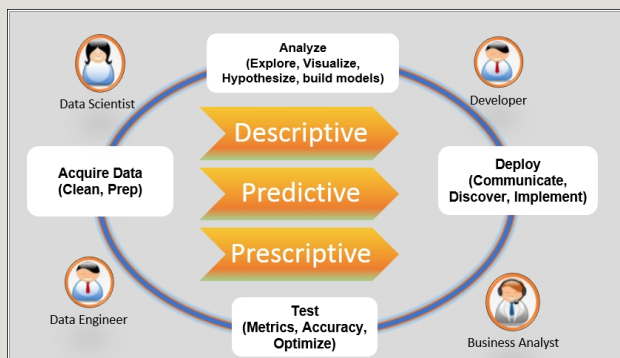 Analyze
(Explore, Visualize,
Hypothesize, build models)
Data Scientist
Developer
Descriptive
Acquire Data
(Clean, Prep)
Predictive
Deploy
(Communicate,
Discover, Implement)
Prescriptive
Data Engineer
Test
(Metrics, Accuracy,
Optimize)
Business Analyst